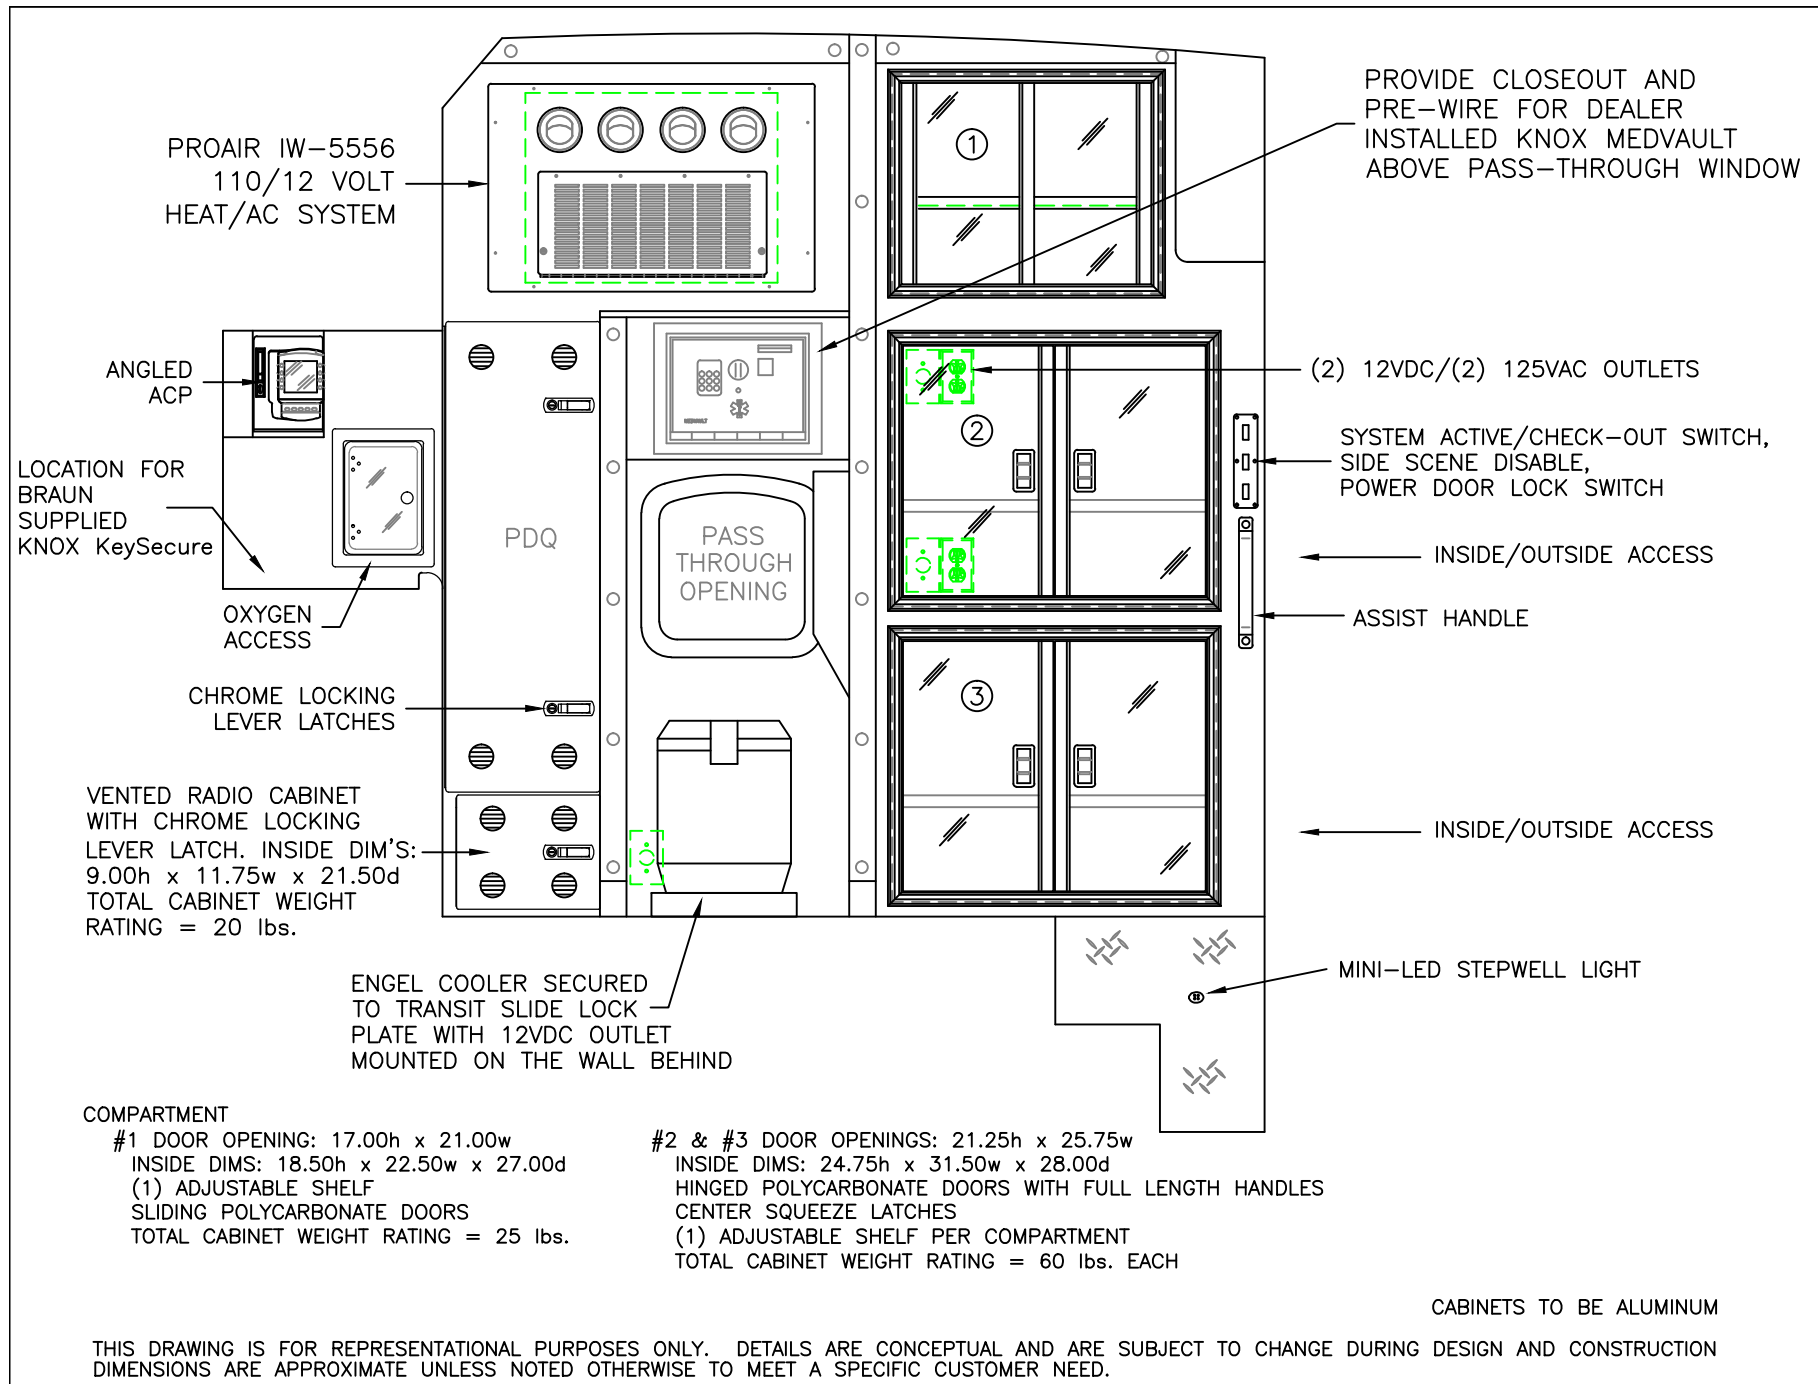 PROVIDE CLOSEOUT AND
PRE-WIRE FOR DEALER
INSTALLED KNOX MEDVAULT
ABOVE PASS-THROUGH WINDOW
PROAIR IW-5556
110/12 VOLT
HEAT/AC SYSTEM
1
ANGLED
ACP
MEDVAULT
(2) 12VDC/(2) 125VAC OUTLETS
2
SYSTEM ACTIVE/CHECK-OUT SWITCH,
SIDE SCENE DISABLE,
POWER DOOR LOCK SWITCH
LOCATION FOR
BRAUN
SUPPLIED
KNOX KeySecure
PDQ
PASS
THROUGH
OPENING
INSIDE/OUTSIDE ACCESS
OXYGEN
ACCESS
ASSIST HANDLE
CHROME LOCKING
LEVER LATCHES
3
VENTED RADIO CABINET
WITH CHROME LOCKING
LEVER LATCH. INSIDE DIM'S:
9.00h x 11.75w x 21.50d
TOTAL CABINET WEIGHT
RATING = 20 lbs.
INSIDE/OUTSIDE ACCESS
MINI-LED STEPWELL LIGHT
ENGEL COOLER SECURED
TO TRANSIT SLIDE LOCK
PLATE WITH 12VDC OUTLET
MOUNTED ON THE WALL BEHIND
COMPARTMENT
#1 DOOR OPENING: 17.00h x 21.00w
INSIDE DIMS: 18.50h x 22.50w x 27.00d
(1) ADJUSTABLE SHELF
SLIDING POLYCARBONATE DOORS
TOTAL CABINET WEIGHT RATING = 25 lbs.
#2 & #3 DOOR OPENINGS: 21.25h x 25.75w
INSIDE DIMS: 24.75h x 31.50w x 28.00d
HINGED POLYCARBONATE DOORS WITH FULL LENGTH HANDLES
CENTER SQUEEZE LATCHES
(1) ADJUSTABLE SHELF PER COMPARTMENT
TOTAL CABINET WEIGHT RATING = 60 lbs. EACH
CABINETS TO BE ALUMINUM
THIS DRAWING IS FOR REPRESENTATIONAL PURPOSES ONLY. DETAILS ARE CONCEPTUAL AND ARE SUBJECT TO CHANGE DURING DESIGN AND CONSTRUCTION
DIMENSIONS ARE APPROXIMATE UNLESS NOTED OTHERWISE TO MEET A SPECIFIC CUSTOMER NEED.